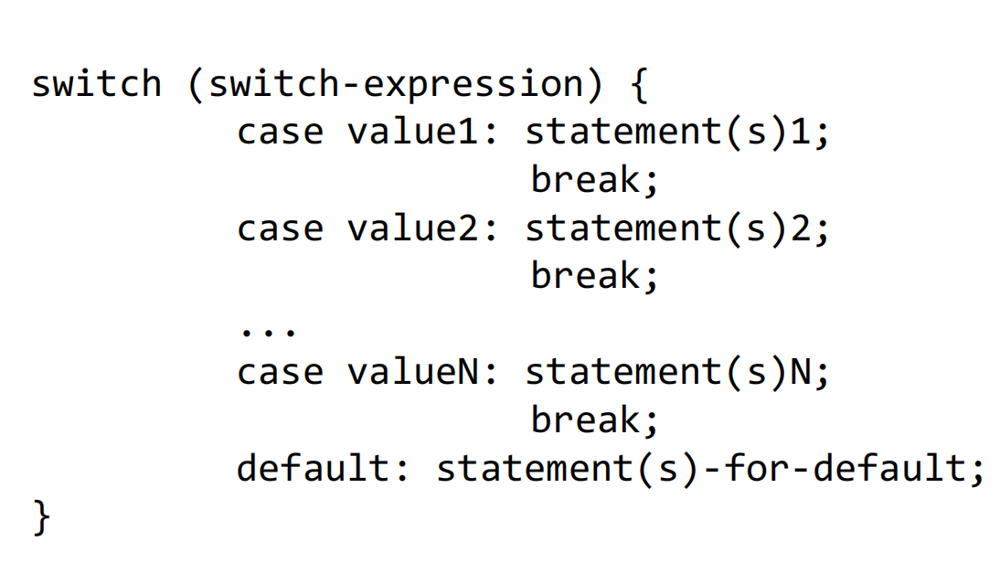 switch (switch-expression) {
case value1: statement(s)1;
break;
case value2: statement(s)2;
break;
...
case valueN: statement(s)N;
break;
default: statement(s)-for-default;
}